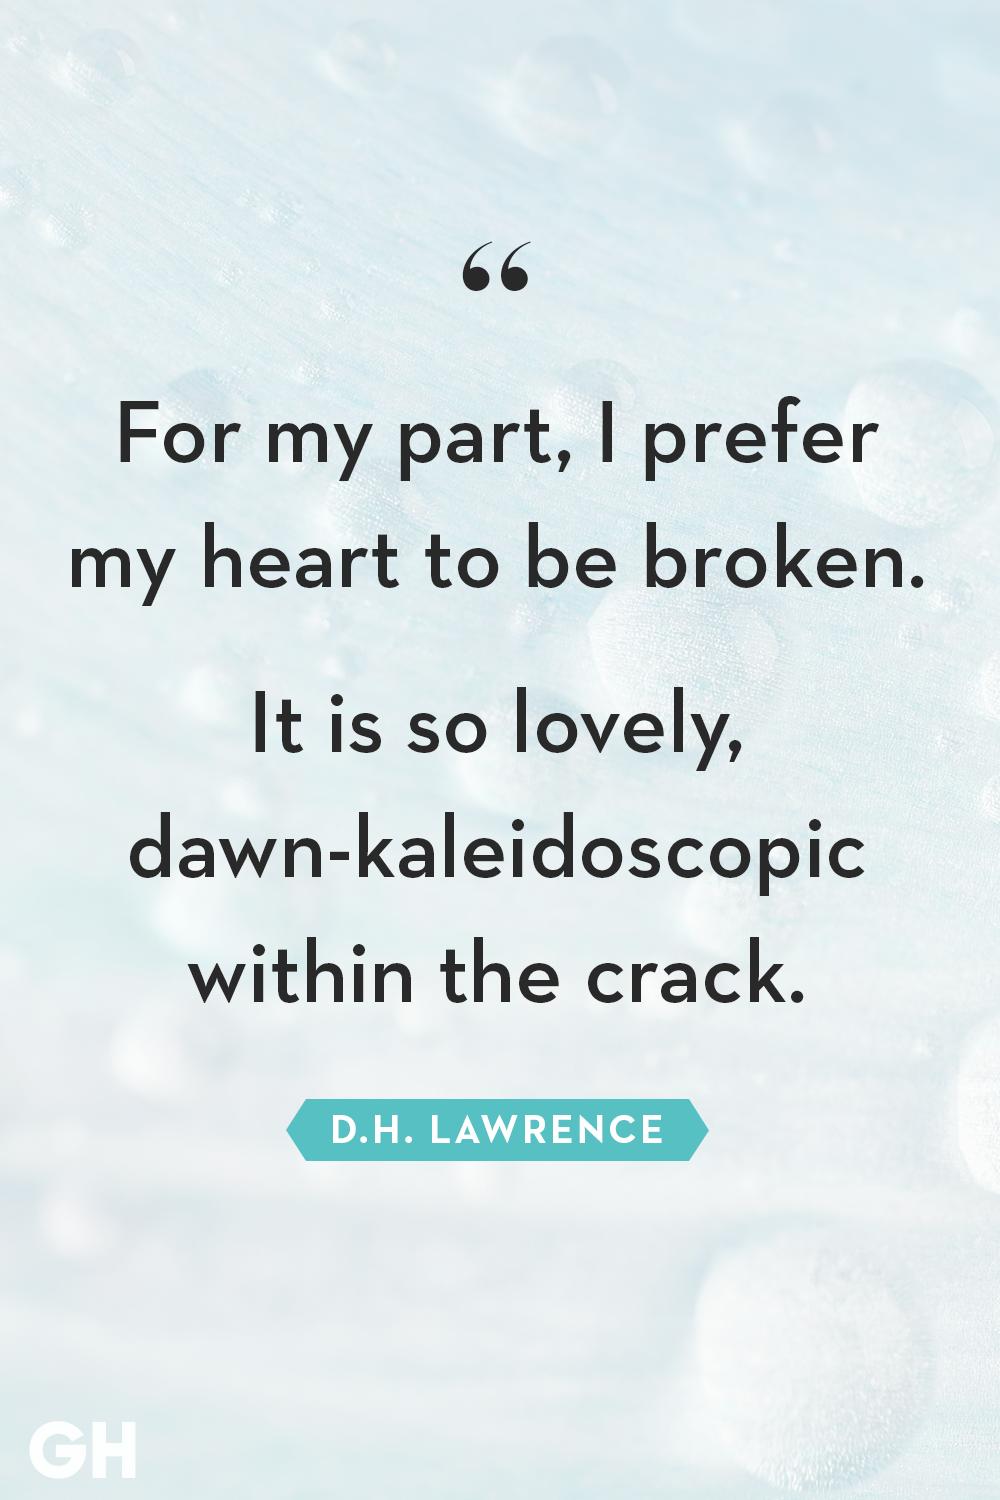 “
For my part, I prefer
my heart to be broken.
It is so lovely,
dawn-kaleidoscopic
within the crack.
D.H. LAWRENCE
GH